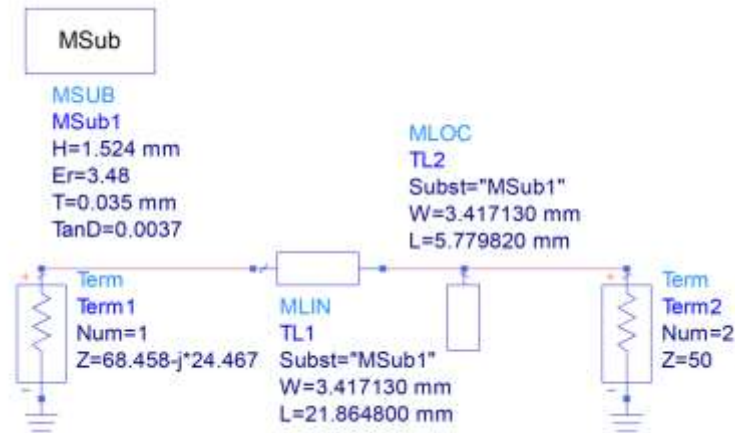 MSub
MSUB
MSub1
H=1.524 mm
Er=3.48
T=0.035 mm
TanD=0.0037
MLOC
TL2
Subst="MSub1"
W=3.417130 mm
L=5.779820 mm
Term
Term1
Num=1
Z=68.458-j*24.467
MLIN
TL1
Subst="MSub1"
W=3.417130 mm
L=21.864800 mm
Term
Term2
Num=2
Z=50